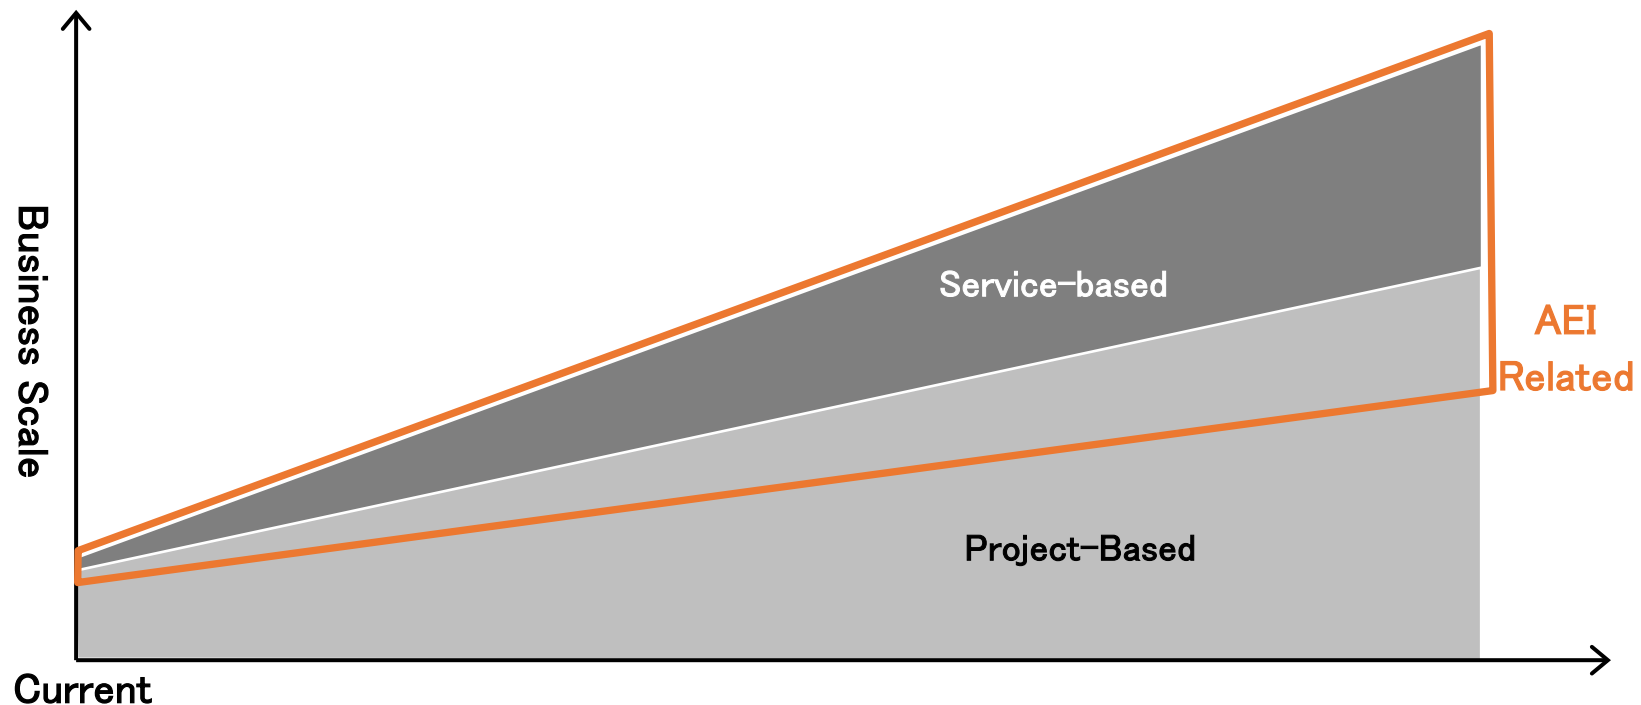 Business Scale
Service-based
AEI
Related
Project-Based
Current